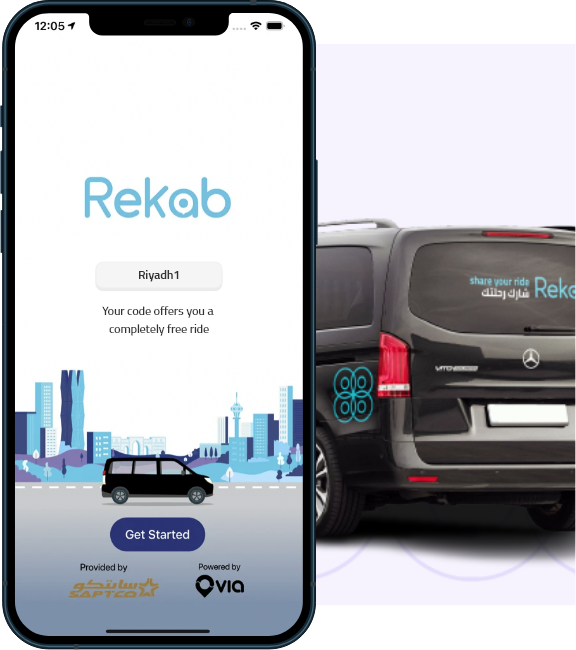 12:05
Rekab
Riyadh1
Your code offers you a
completely free ride
Get Started
Provided by
سابتكو
SAPTCO
Powered by
via
share your ride
شارك رحلتك
Reka
VITO